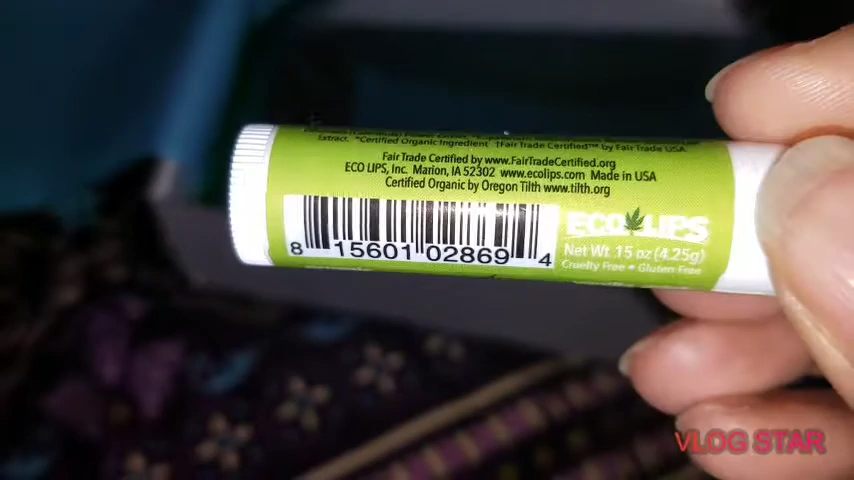 Extract. *Certified Organic Ingredient †Fair Trade Certified™ by Fair Trade USA
Fair Trade Certified by www.FairTradeCertified.org
ECO LIPS, Inc. Marion, IA 52302 www.ecolips.com Made in USA
Certified Organic by Oregon Tilth www.tilth.org
8 15601 02869 4
ECO LIPS
Net Wt .15 oz (4.25g)
Cruelty Free • Gluten Free
VLOG STAR